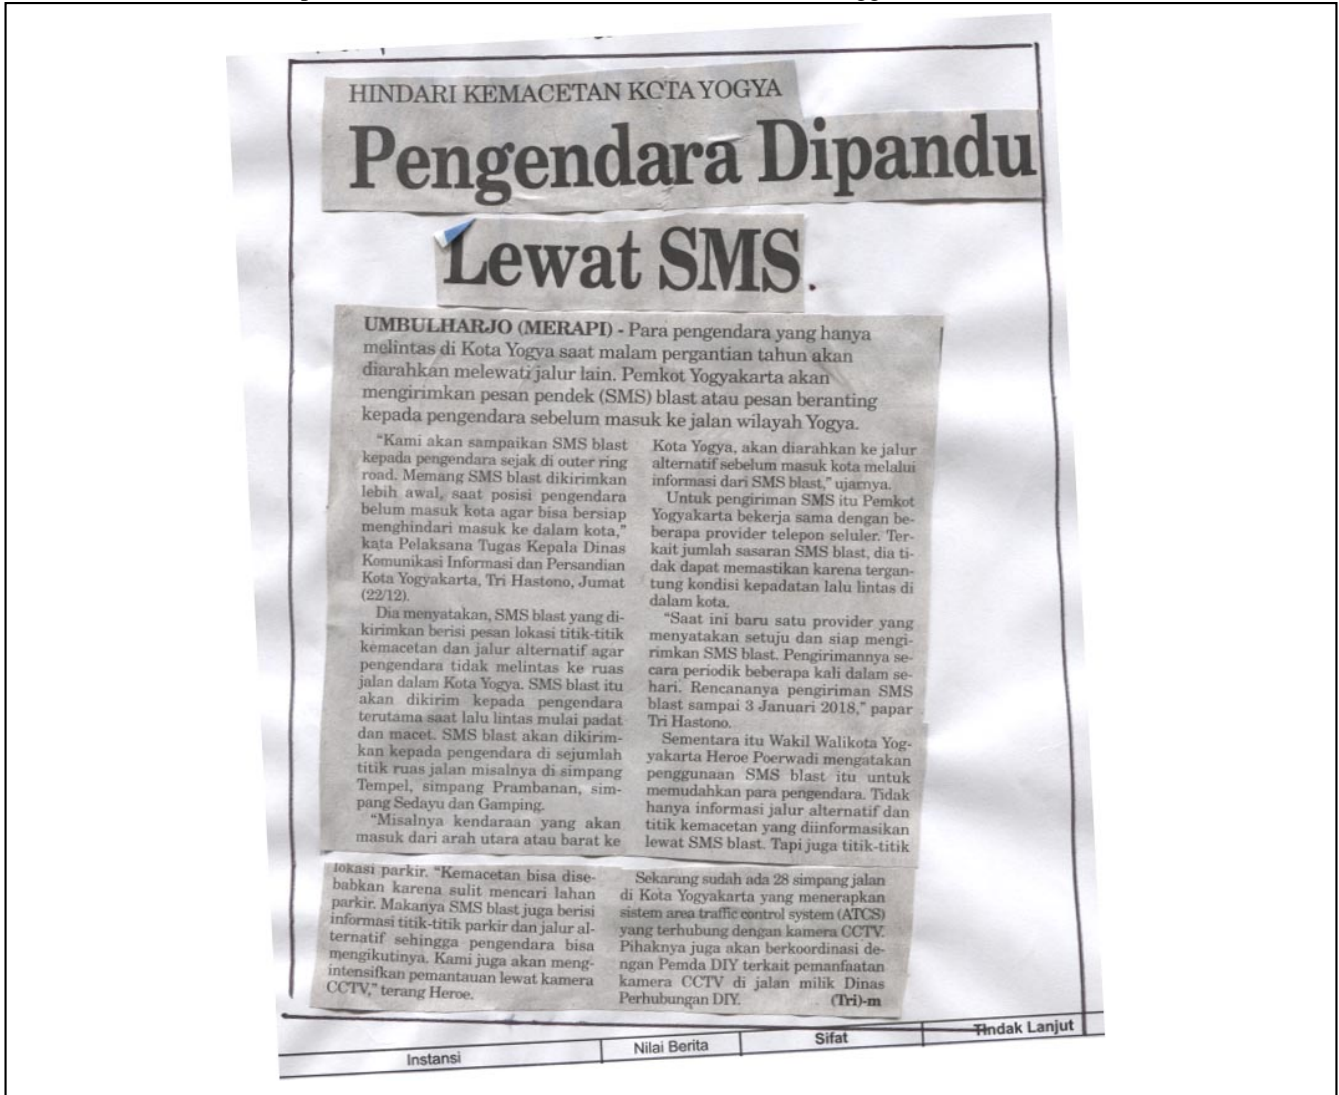 HINDARI KEMACETAN KOTA YOGYA
Pengendara Dipandu
Lewat SMS
UMBULHARJO (MERAPI) - Para pengendara yang hanya
melintas di Kota Yogya saat malam pergantian tahun akan
diarahkan melewati jalur lain. Pemkot Yogyakarta akan
mengirimkan pesan pendek (SMS) blast atau pesan beranting
kepada pengendara sebelum masuk ke jalan wilayah Yogya.
"Kami akan sampaikan SMS blast
kepada pengendara sejak di outer ring
road. Memang SMS blast dikirimkan
lebih awal, saat posisi pengendara
belum masuk kota agar bisa bersiap
menghindari masuk ke dalam kota,"
kata Pelaksana Tugas Kepala Dinas
Komunikasi Informasi dan Persandian
Kota Yogyakarta, Tri Hastono, Jumat
(22/12).
Dia menyatakan, SMS blast yang di-
kirimkan berisi pesan lokasi titik-titik
kemacetan dan jalur alternatif agar
pengendara tidak melintas ke ruas
jalan dalam Kota Yogya. SMS blast itu
akan dikirim kepada pengendara
terutama saat lalu lintas mulai padat
dan macet. SMS blast akan dikirim-
kan kepada pengendara di sejumlah
titik ruas jalan misalnya di simpang
Tempel, simpang Prambanan, sim-
pang Sedayu dan Gamping.
"Misalnya kendaraan yang akan
masuk dari arah utara atau barat ke
Kota Yogya, akan diarahkan ke jalur
alternatif sebelum masuk kota melalui
informasi dari SMS blast," ujarnya.
Untuk pengiriman SMS itu Pemkot
Yogyakarta bekerja sama dengan be-
berapa provider telepon seluler. Ter-
kait jumlah sasaran SMS blast, dia ti-
dak dapat memastikan karena tergan-
tung kondisi kepadatan lalu lintas di
dalam kota.
"Saat ini baru satu provider yang
menyatakan setuju dan siap mengi-
rimkan SMS blast. Pengirimannya se-
cara periodik beberapa kali dalam se-
hari. Rencananya pengiriman SMS
blast sampai 3 Januari 2018," papar
Tri Hastono.
Sementara itu Wakil Walikota Yog-
yakarta Heroe Poerwadi mengatakan
penggunaan SMS blast itu untuk
memudahkan para pengendara. Tidak
hanya informasi jalur alternatif dan
titik kemacetan yang diinformasikan
lewat SMS blast. Tapi juga titik-titik
lokasi parkir. "Kemacetan bisa dise-
babkan karena sulit mencari lahan
parkir. Makanya SMS blast juga berisi
informasi titik-titik parkir dan jalur al-
ternatif sehingga pengendara bisa
mengikutinya. Kami juga akan meng-
intensifkan pemantauan lewat kamera
CCTV," terang Heroe.
Sekarang sudah ada 28 simpang jalan
di Kota Yogyakarta yang menerapkan
sistem area traffic control system (ATCS)
yang terhubung dengan kamera CCTV.
Pihaknya juga akan berkoordinasi de-
ngan Pemda DIY terkait pemanfaatan
kamera CCTV di jalan milik Dinas
Perhubungan DIY. (Tri)-m
Instansi Nilai Berita Sifat Tindak Lanjut